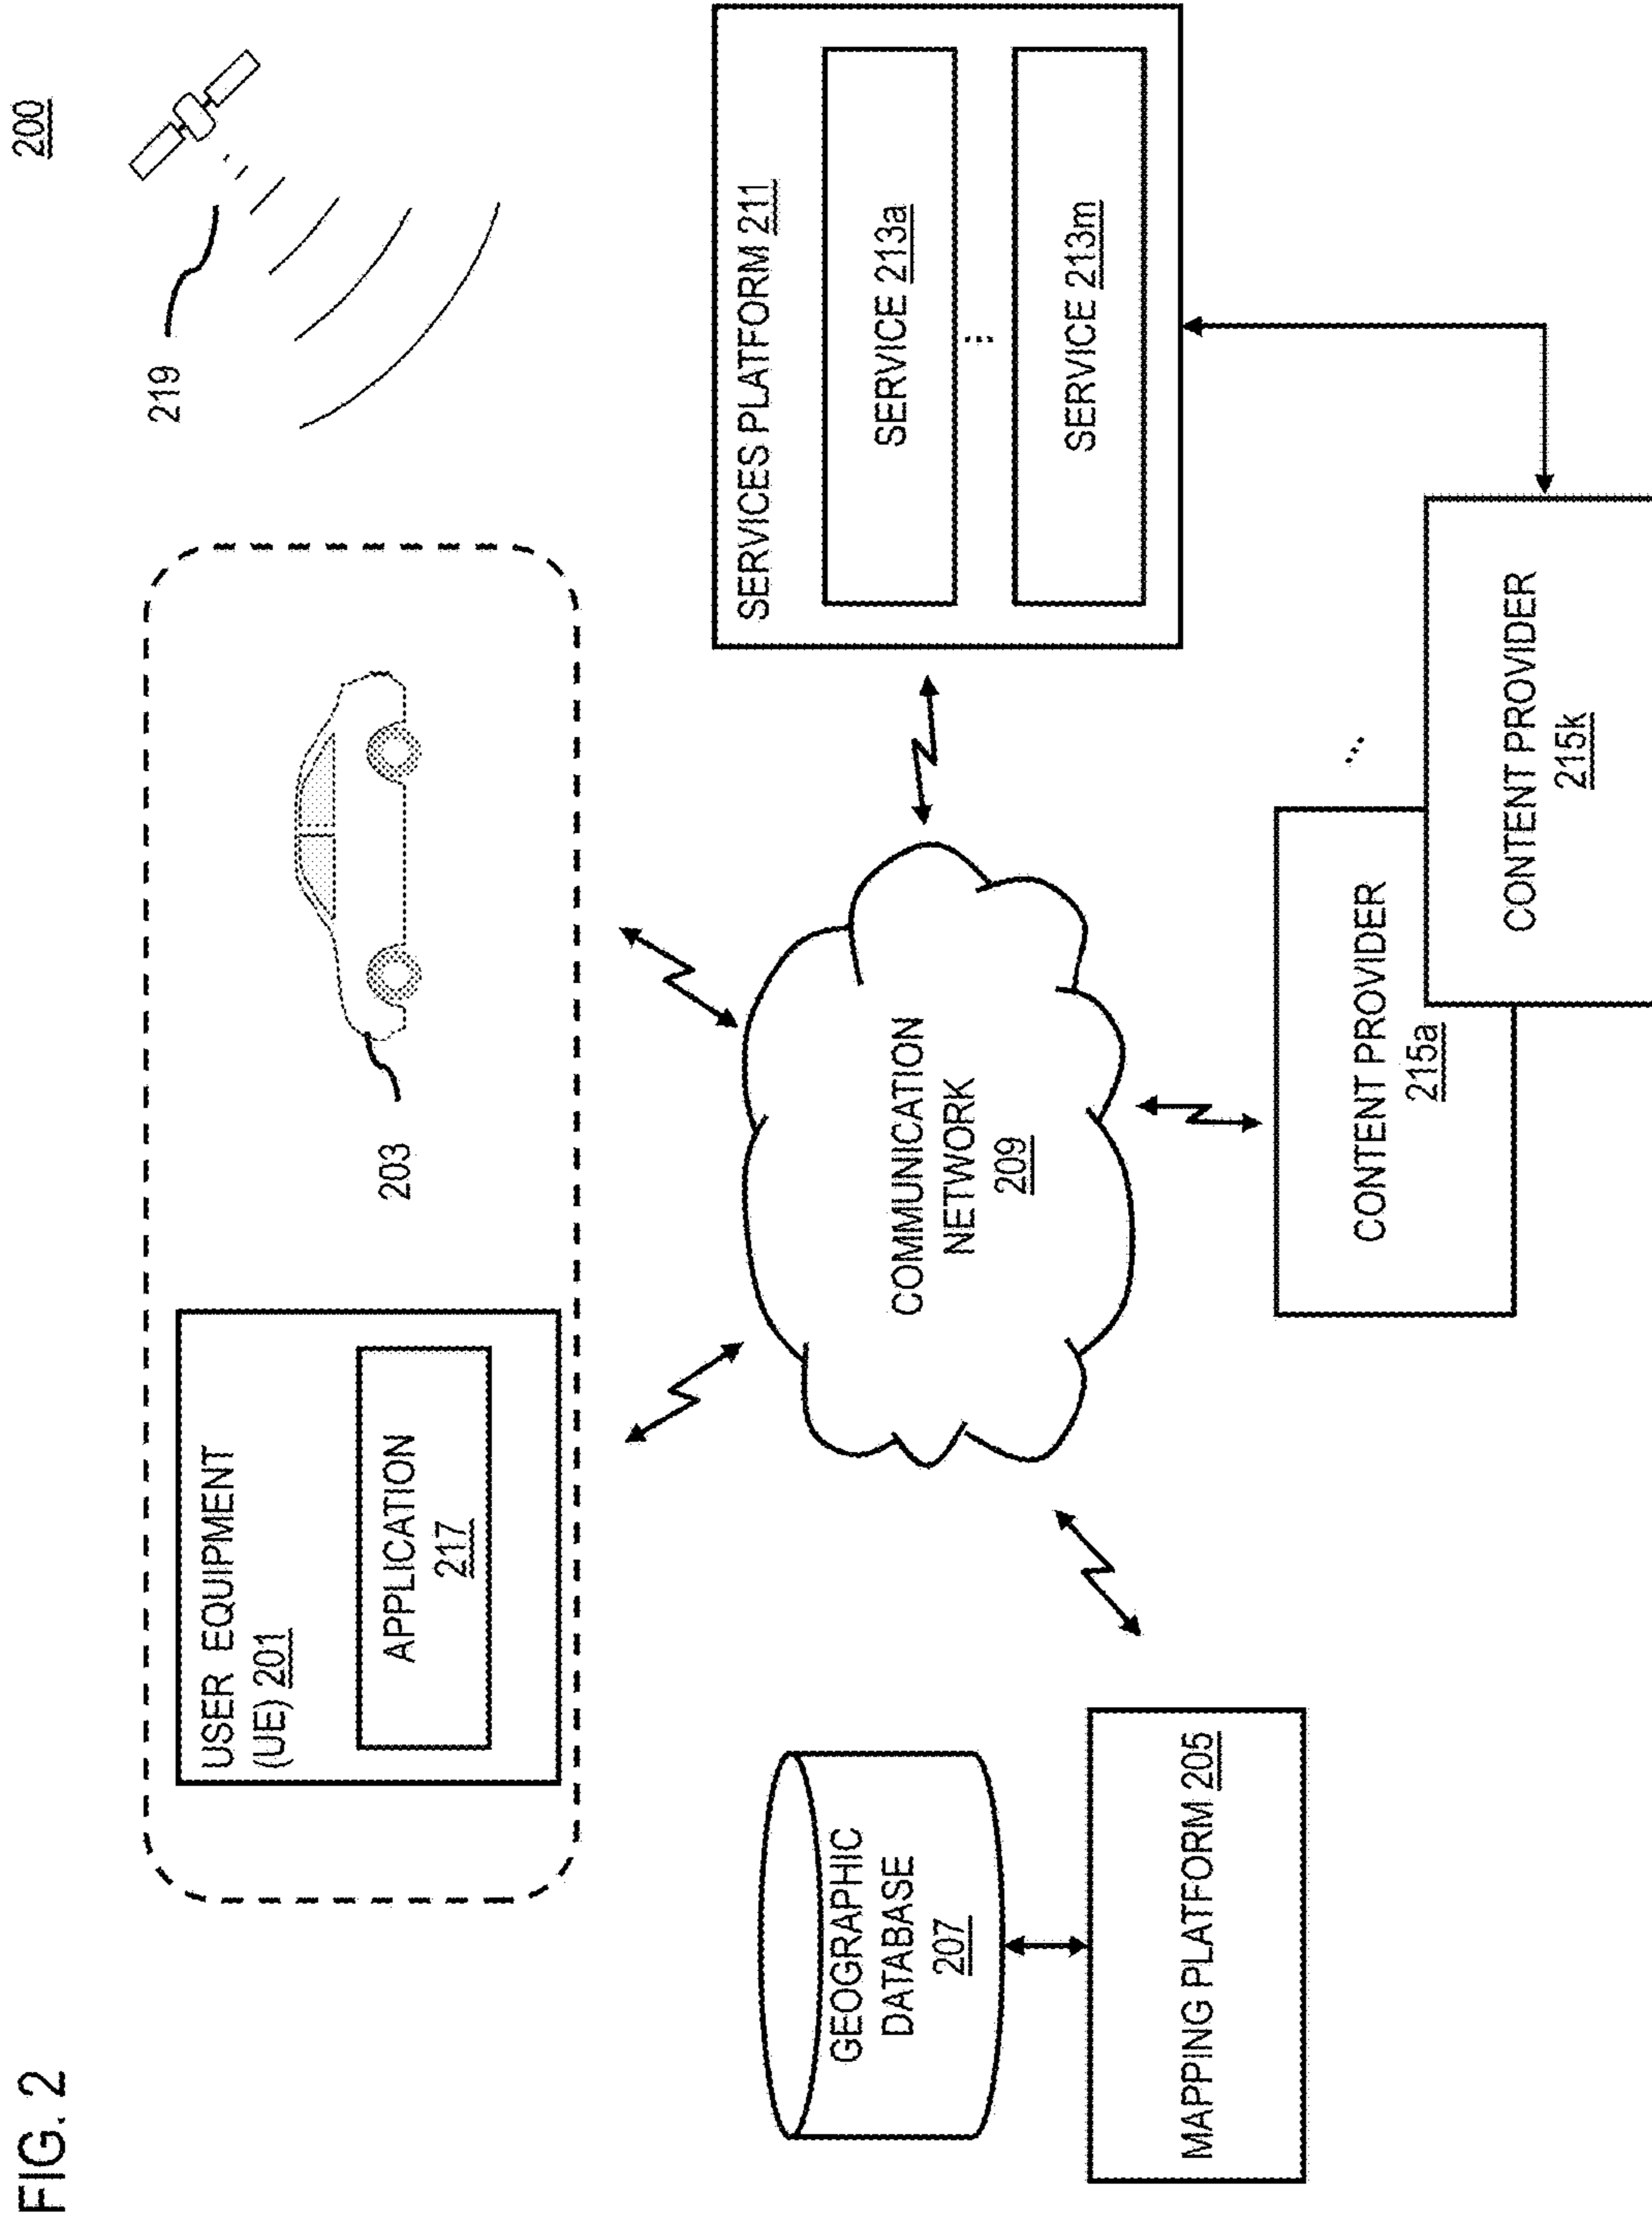 FIG. 2
200
219
USER EQUIPMENT
(UE) 201
APPLICATION
217
203
GEOGRAPHIC
DATABASE
207
MAPPING PLATFORM 205
COMMUNICATION
NETWORK
209
SERVICES PLATFORM 211
SERVICE 213a
...
SERVICE 213m
CONTENT PROVIDER
215a
...
CONTENT PROVIDER
215k